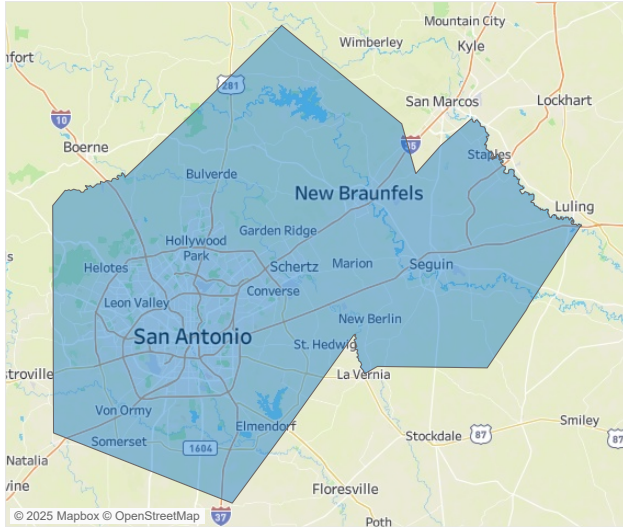 Mountain City
Wimberley
Kyle
nfort
281
San Marcos
Lockhart
10
35
Boerne
Staples
Bulverde
New Braunfels
Luling
Garden Ridge
Hollywood
Park
s
Helotes
Schertz
Marion
Seguin
Converse
Leon Valley
New Berlin
San Antonio
St. Hedwig
stroville
La Vernia
Von Ormy
Smiley
Elmendorf
Stockdale
87
87
Somerset
1604
Natalia
vine
Floresville
© 2025 Mapbox © OpenStreetMap
37
Poth